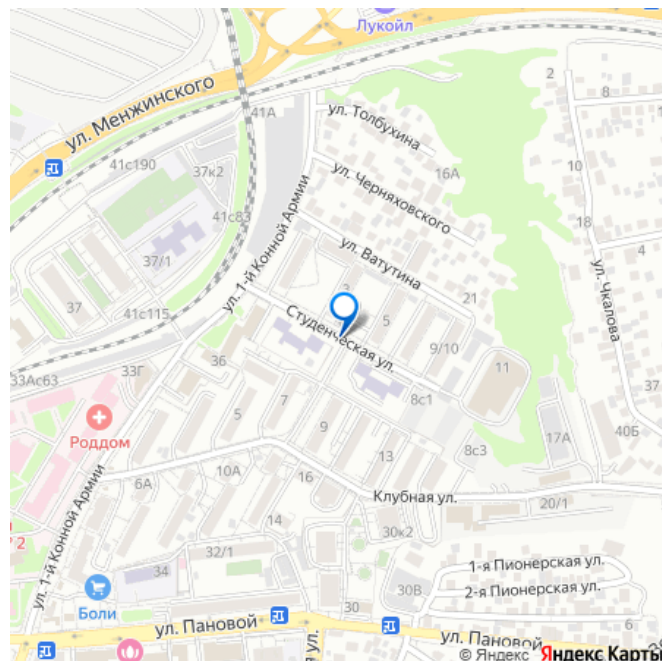 Лукойл
ул. Менжинского
41А
ул. Толбухина
2
8
41с190
37к2
16А
10
ул. Черняховского
41с83
18
4
37/1
ул. 1-й Конной Армии
ул. Ватутина
ул. Чкалова
37
3
21
41с115
Студенческая ул.
5
9/10
36
11
33Ас63
33Г
8с1
37
Роддом
5
7
9
17А
40Б
13
8с3
6А
10А
16
Клубная ул.
20/1
14
30к2
2
32/1
1-я Пионерская ул.
34
2-я Пионерская ул.
30В
ул. 1-й Конной Армии
Боли
30
6
ул. Пановой
ул. Пановой
я ул.
© Яндекс Яндекс Карты